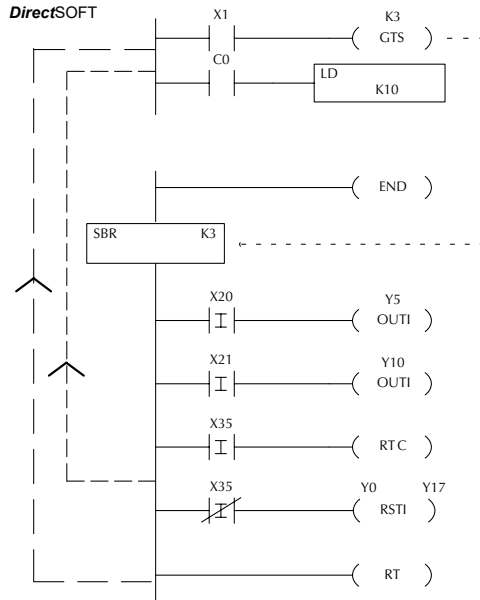 DirectSOFT
X1
K3
GTS
C0
LD
K10
END
SBR K3
X20
Y5
I
OUTI
X21
Y10
I
OUTI
X35
I
RTC
X35
Y0 Y17
I
RSTI
RT